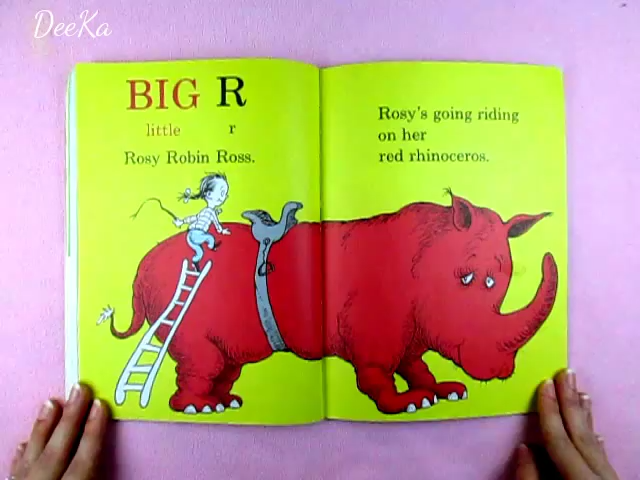 DeeKa
BIG R
little r
Rosy Robin Ross.
Rosy's going riding
on her
red rhinoceros.